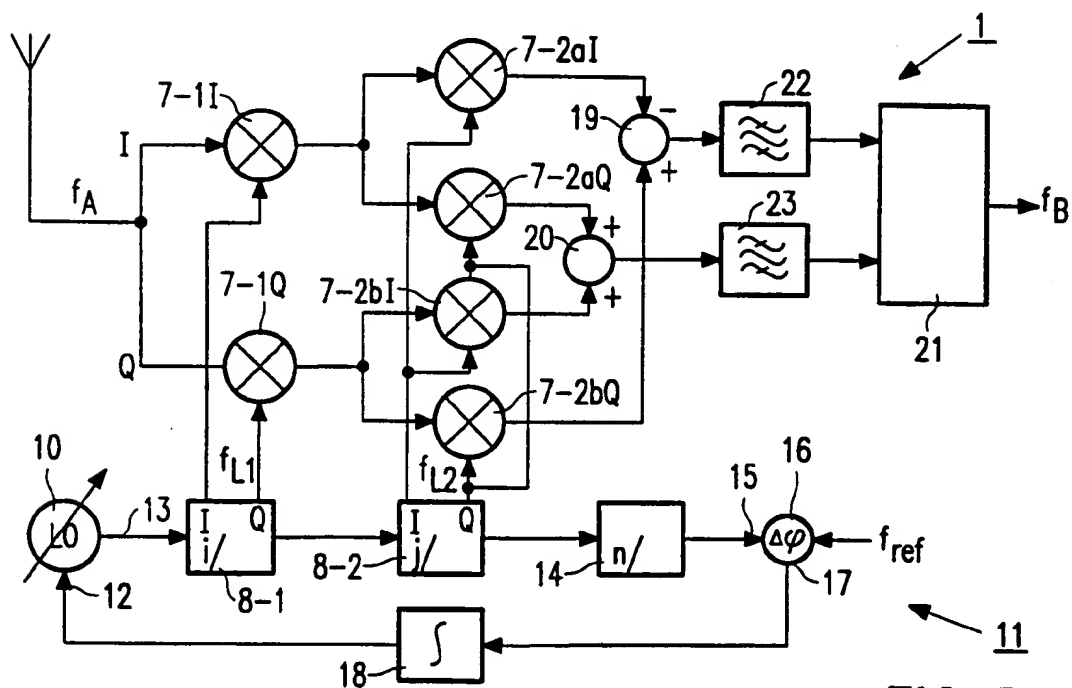 1
7-2aI
7-1I
22
I
19
-
+
fA
7-2aQ
23
+
20
fB
7-1Q
7-2bI
+
Q
21
7-2bQ
10
fL1
fL2
16
15
LO
13
I
Q
I
Q
Δφ
fref
i/
j/
n/
12
8-1
8-2
14
17
∫
18
11